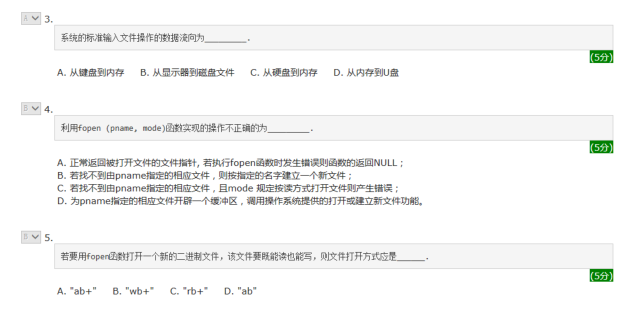 3.
系统的标准输入文件操作的数据流向为_________.
(5分)
A. 从键盘到内存 B. 从显示器到磁盘文件 C. 从硬盘到内存 D. 从内存到U盘
4.
利用fopen (pname, mode)函数实现的操作不正确的为_________.
(5分)
A. 正常返回被打开文件的文件指针, 若执行fopen函数时发生错误则函数的返回NULL；
B. 若找不到由pname指定的相应文件，则按指定的名字建立一个新文件；
C. 若找不到由pname指定的相应文件，且mode 规定按读方式打开文件则产生错误；
D. 为pname指定的相应文件开辟一个缓冲区，调用操作系统提供的打开或建立新文件功能。
5.
若要用fopen函数打开一个新的二进制文件，该文件要既能读也能写，则文件打开方式应是______.
(5分)
A. "ab+" B. "wb+" C. "rb+" D. "ab"